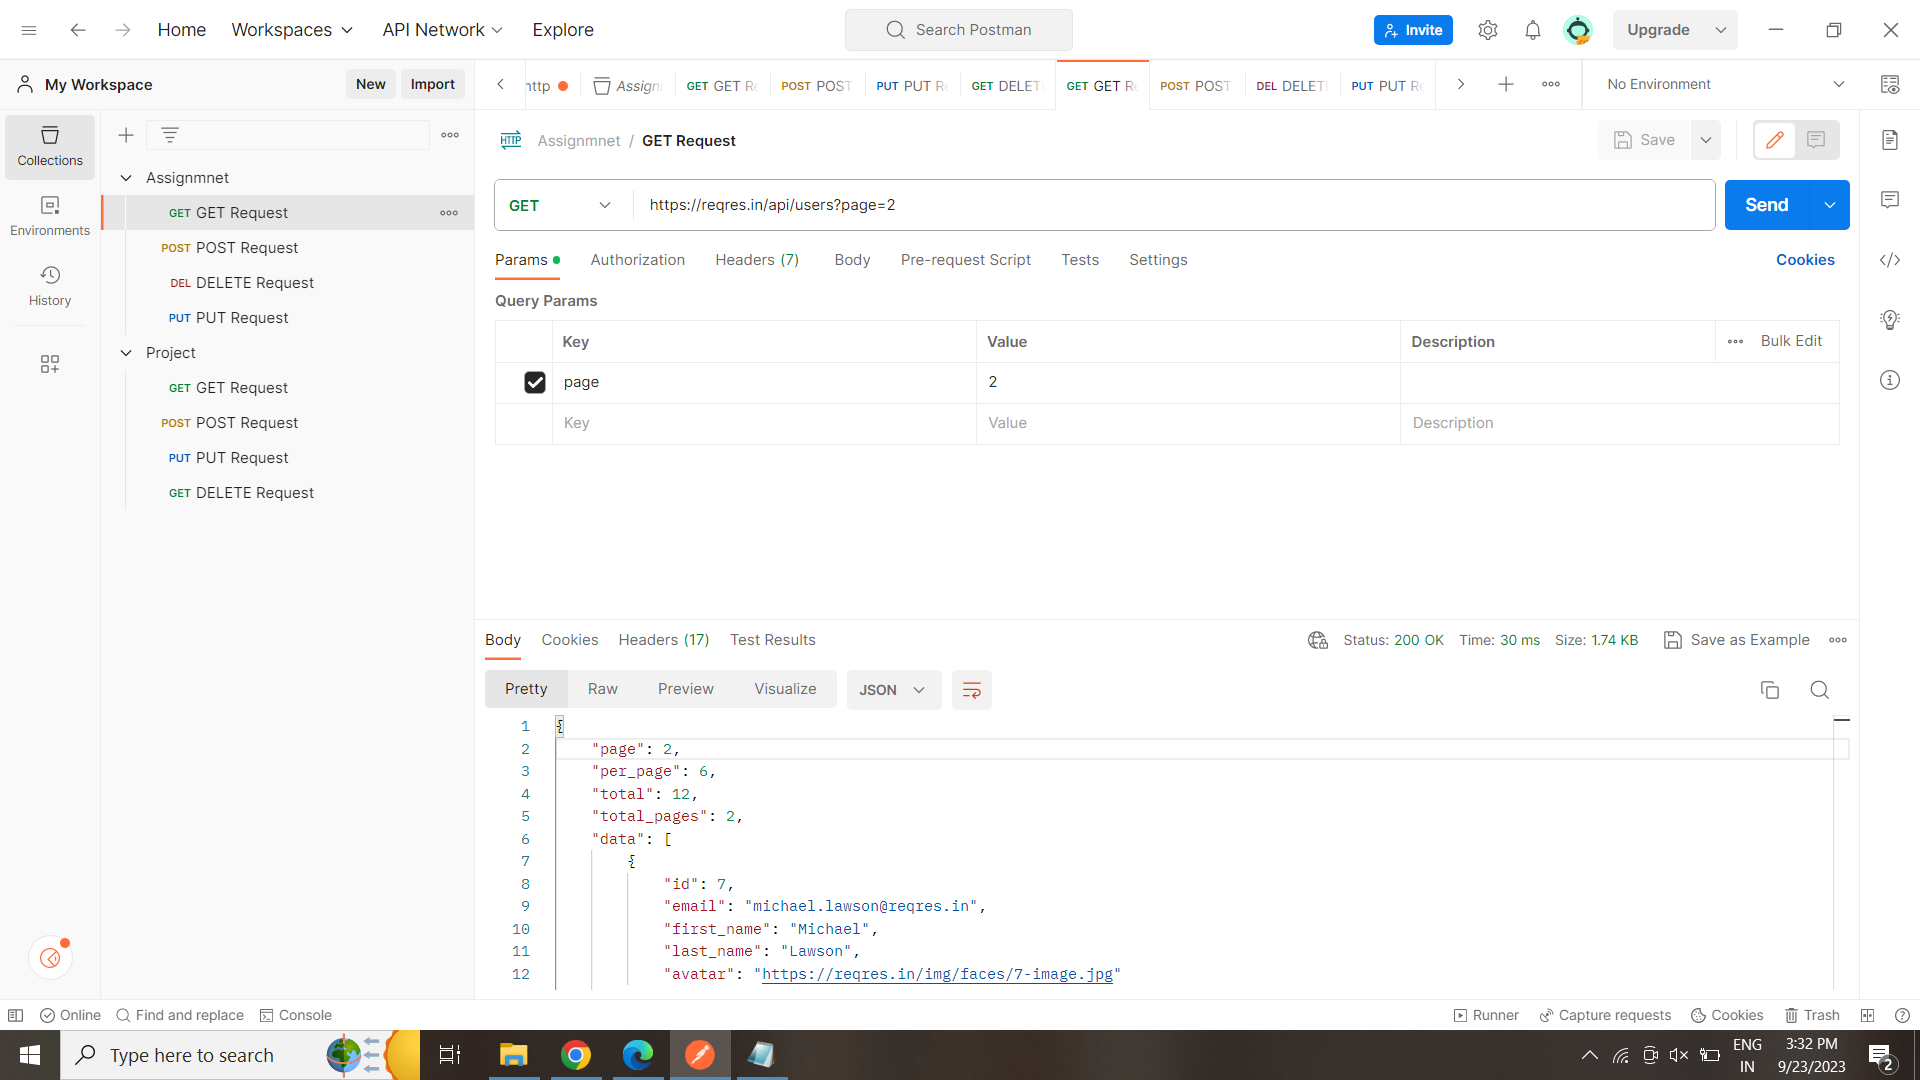 Home Workspaces API Network Explore Search Postman Invite Upgrade
My Workspace New Import
http Assign GET GET Re POST POST PUT PUT Re GET DELET GET GET Re POST POST DEL DELET PUT PUT Re No Environment
Collections
Environments
History
Assignmnet
GET GET Request
POST POST Request
DEL DELETE Request
PUT PUT Request
Project
GET GET Request
POST POST Request
PUT PUT Request
GET DELETE Request
HTTP Assignmnet / GET Request Save
GET https://reqres.in/api/users?page=2 Send
Params Authorization Headers (7) Body Pre-request Script Tests Settings Cookies
Query Params
Key Value Description Bulk Edit
page 2
Key Value Description
Body Cookies Headers (17) Test Results Status: 200 OK Time: 30 ms Size: 1.74 KB Save as Example
Pretty Raw Preview Visualize JSON
1 {
2 "page": 2,
3 "per_page": 6,
4 "total": 12,
5 "total_pages": 2,
6 "data": [
7 {
8 "id": 7,
9 "email": "michael.lawson@reqres.in",
10 "first_name": "Michael",
11 "last_name": "Lawson",
12 "avatar": "https://reqres.in/img/faces/7-image.jpg"
Online Find and replace Console Runner Capture requests Cookies Trash
Type here to search ENG 3:32 PM
IN 9/23/2023 2